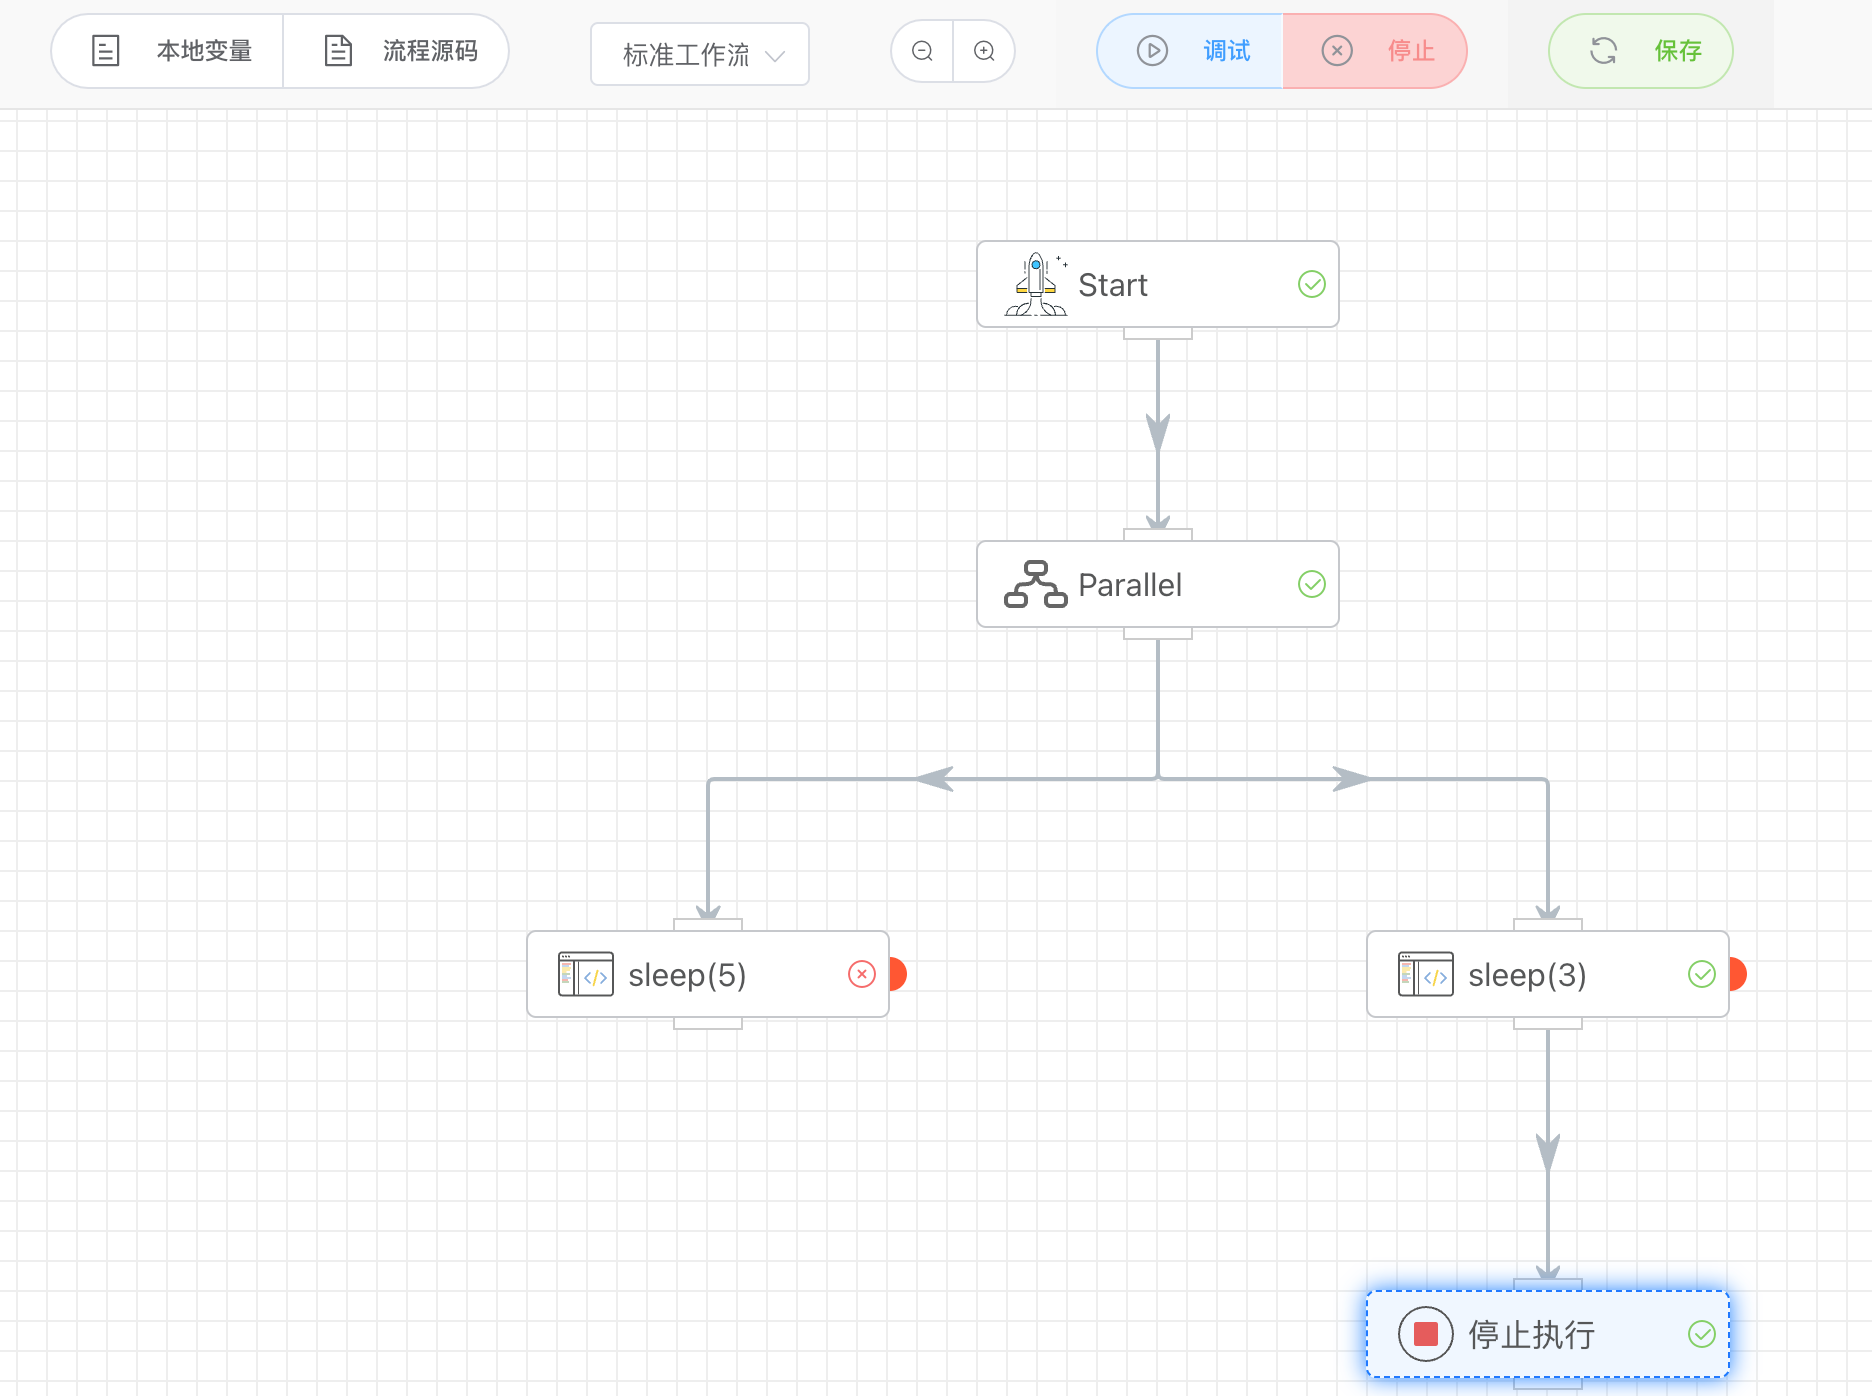 本地变量
流程源码
标准工作流
调试
停止
保存
Start
Parallel
sleep(5)
sleep(3)
停止执行